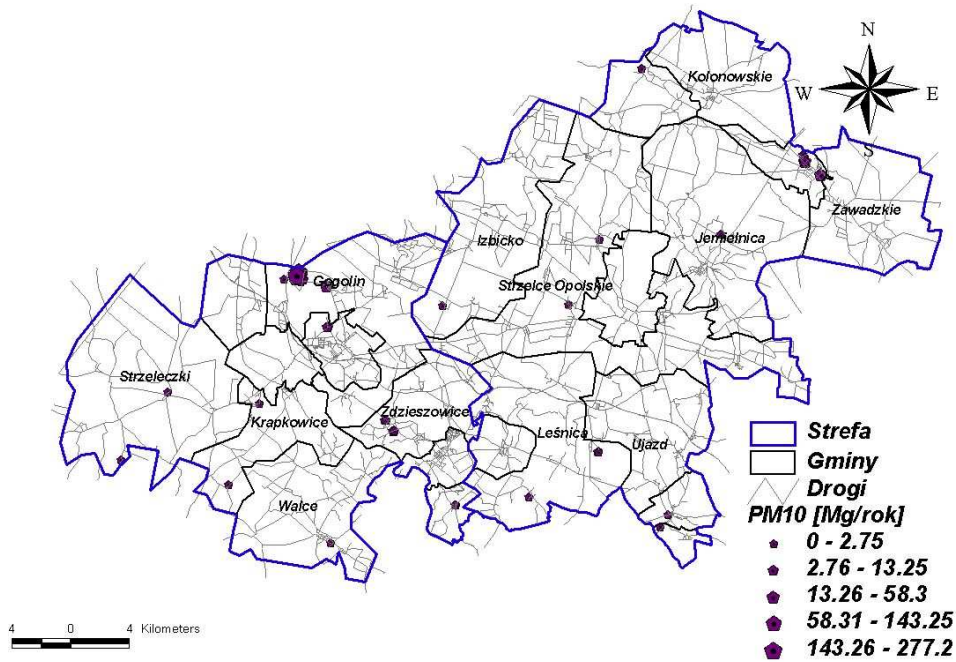 N
Kolonowskie
W
E
S
Zawadzkie
Izbicko
Jemielnica
Gogolin
Strzelce Opolskie
Strzeleczki
Zdzieszowice
Krapkowice
Leśnica
Ujazd
Walce
Strefa
Gminy
Drogi
PM10 [Mg/rok]
0 - 2.75
2.76 - 13.25
13.26 - 58.3
58.31 - 143.25
143.26 - 277.2
4 0 4 Kilometers